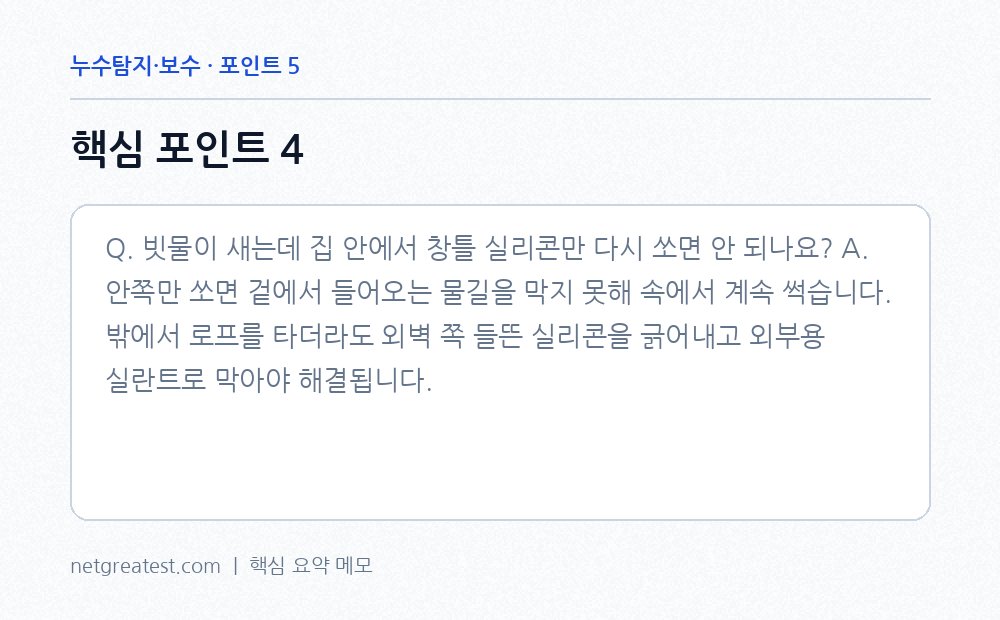 누수탐지·보수 · 포인트 5
핵심 포인트 4
Q. 빗물이 새는데 집 안에서 창틀 실리콘만 다시 쏘면 안 되나요? A.
안쪽만 쏘면 겉에서 들어오는 물길을 막지 못해 속에서 계속 썩습니다.
밖에서 로프를 타더라도 외벽 쪽 들뜬 실리콘을 긁어내고 외부용
실란트로 막아야 해결됩니다.
netgreatest.com | 핵심 요약 메모